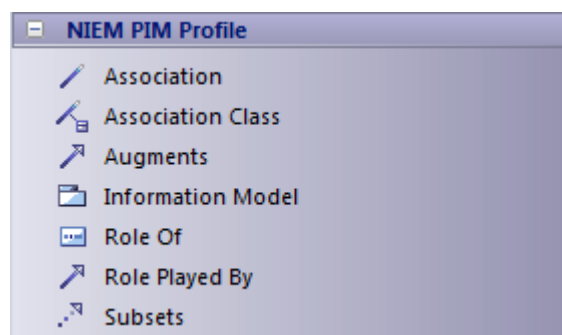 NIEM PIM Profile
Association
Association Class
Augments
Information Model
Role Of
Role Played By
Subsets